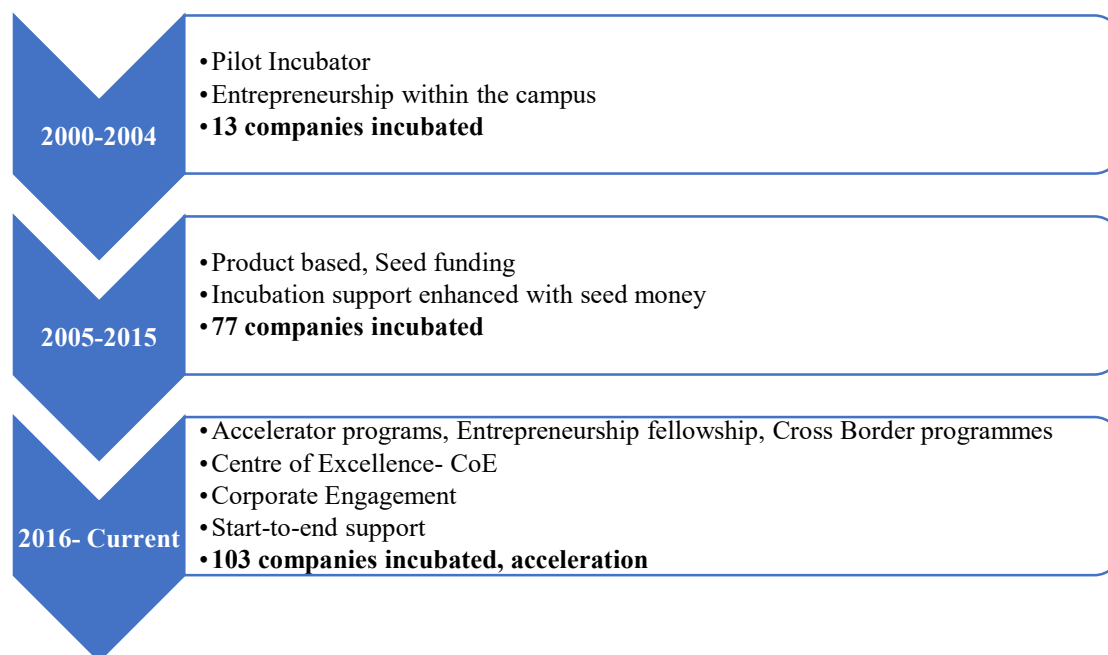 2000-2004
•Pilot Incubator
•Entrepreneurship within the campus
•13 companies incubated
2005-2015
•Product based, Seed funding
•Incubation support enhanced with seed money
•77 companies incubated
2016- Current
•Accelerator programs, Entrepreneurship fellowship, Cross Border programmes
•Centre of Excellence- CoE
•Corporate Engagement
•Start-to-end support
•103 companies incubated, acceleration